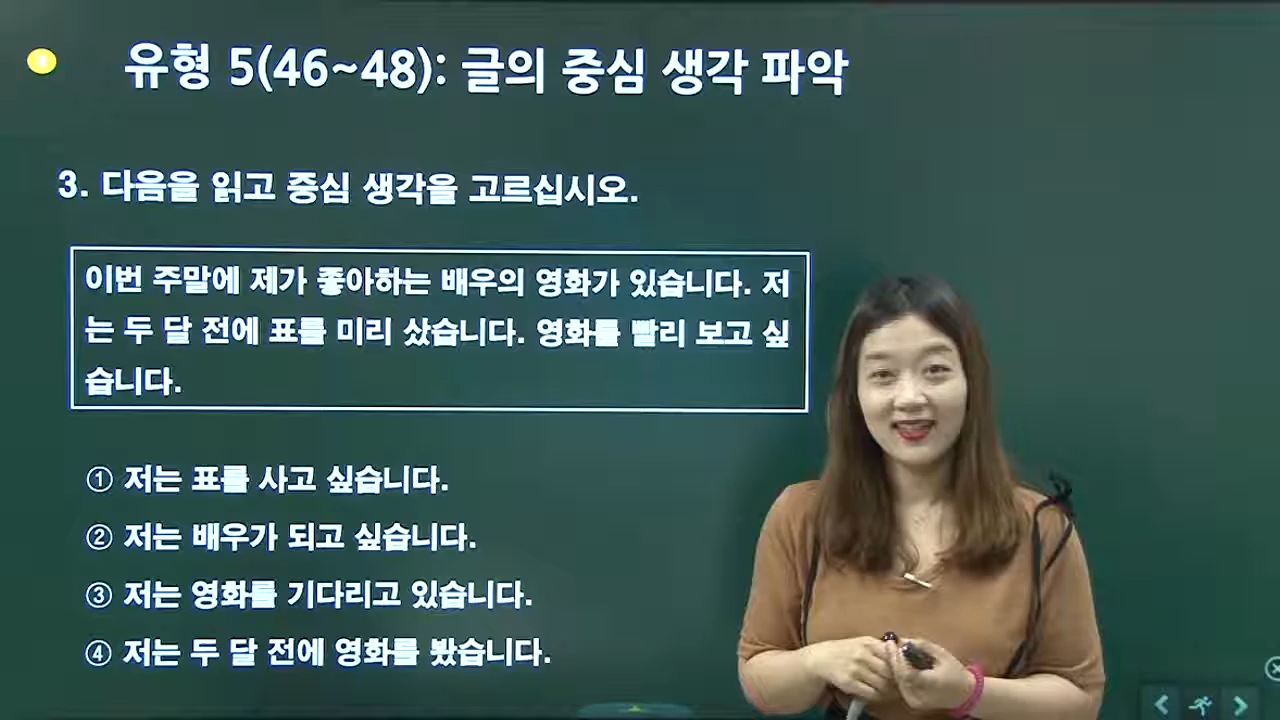 유형 5(46~48): 글의 중심 생각 파악
3. 다음을 읽고 중심 생각을 고르십시오.
이번 주말에 제가 좋아하는 배우의 영화가 있습니다. 저
는 두 달 전에 표를 미리 샀습니다. 영화를 빨리 보고 싶
습니다.
① 저는 표를 사고 싶습니다.
② 저는 배우가 되고 싶습니다.
③ 저는 영화를 기다리고 있습니다.
④ 저는 두 달 전에 영화를 봤습니다.